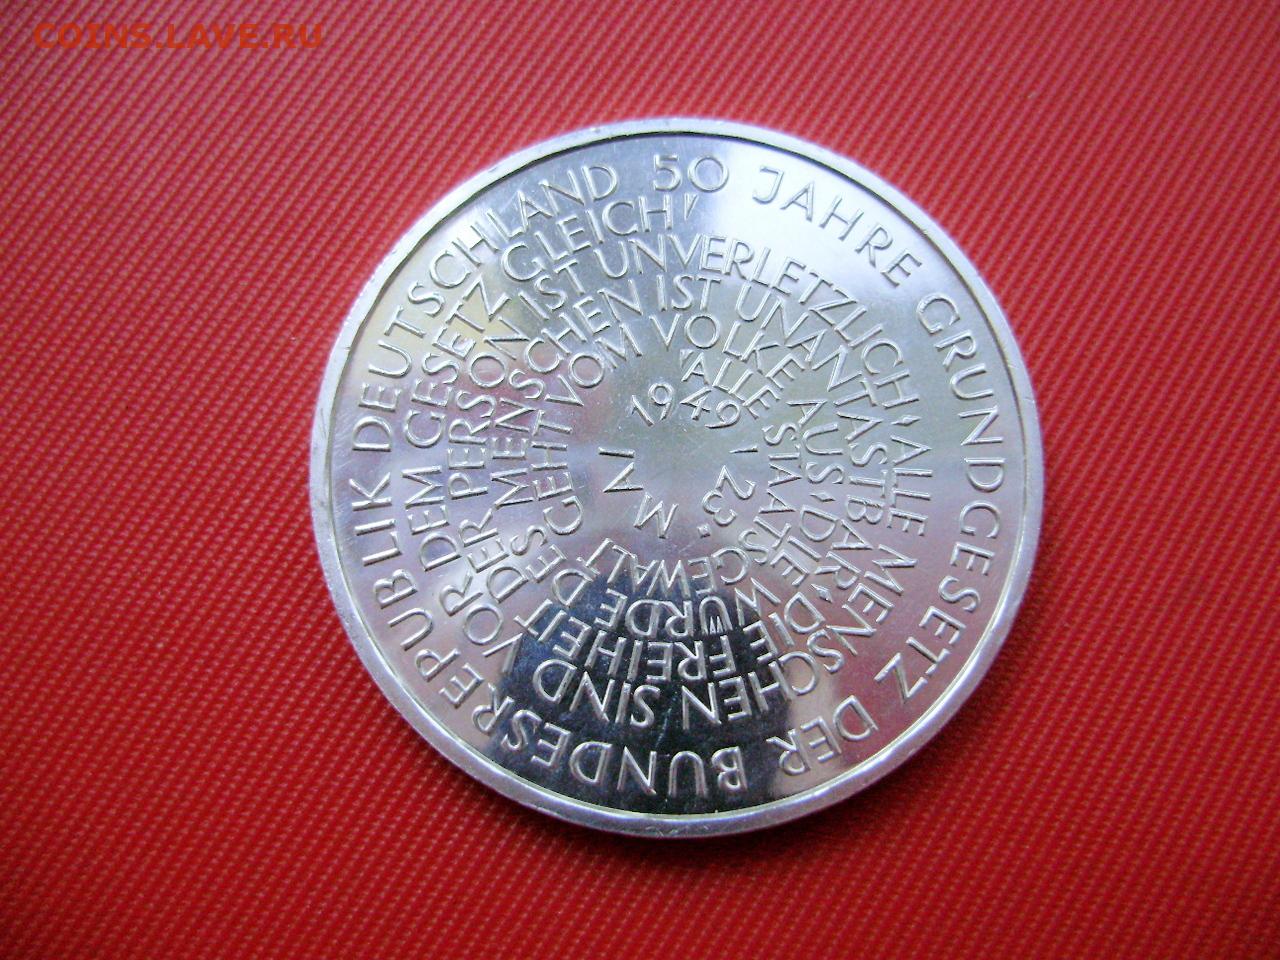 COINS.LAVE.RU
50 JAHRE GRUNDGESETZ DER BUNDESREPUBLIK DEUTSCHLAND
ALLE MENSCHEN SIND VOR DEM GESETZ GLEICH
DIE FREIHEIT DER PERSON IST UNVERLETZLICH
DIE WÜRDE DES MENSCHEN IST UNANTASTBAR
ALLE STAATSGEWALT GEHT VOM VOLKE AUS
23. MAI 1949